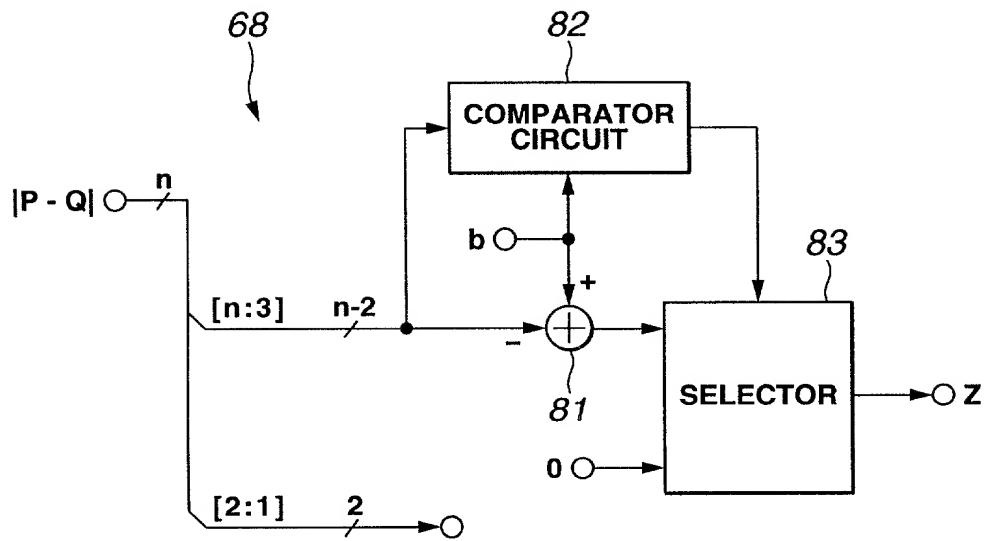 68
82
COMPARATOR
CIRCUIT
|P - Q|
n
b
+
83
[n:3]
n-2
-
81
SELECTOR
Z
0
[2:1]
2